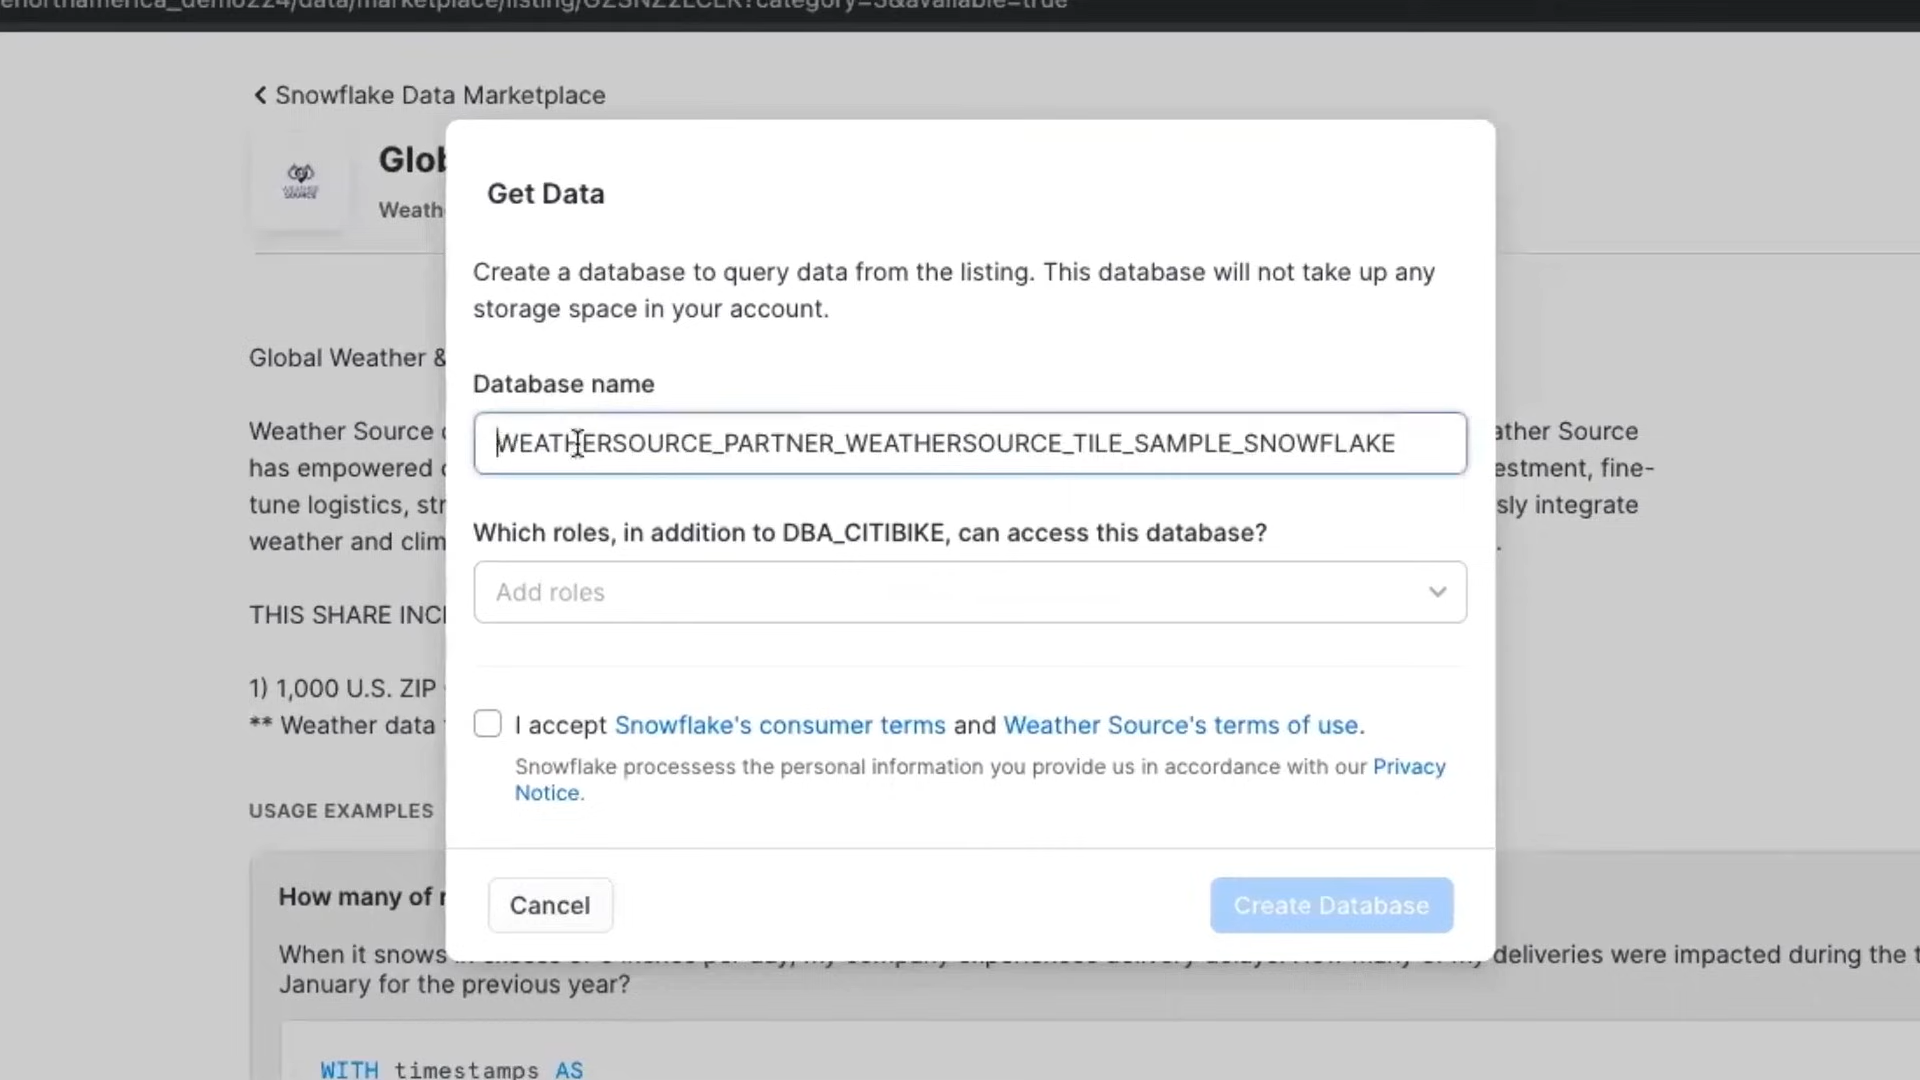 ‹ Snowflake Data Marketplace
WEATHER
SOURCE
Glob
Weath
Global Weather &
Weather Source
has empowered
tune logistics, str
weather and clim
ather Source
estment, fine-
sly integrate
.
THIS SHARE INCL
1) 1,000 U.S. ZIP
** Weather data
USAGE EXAMPLES
How many of
When it snows
deliveries were impacted during the
January for the previous year?
WITH timestamps AS
Get Data
Create a database to query data from the listing. This database will not take up any
storage space in your account.
Database name
WEATHERSOURCE_PARTNER_WEATHERSOURCE_TILE_SAMPLE_SNOWFLAKE
Which roles, in addition to DBA_CITIBIKE, can access this database?
Add roles
I accept Snowflake's consumer terms and Weather Source's terms of use.
Snowflake processess the personal information you provide us in accordance with our Privacy
Notice.
Cancel
Create Database